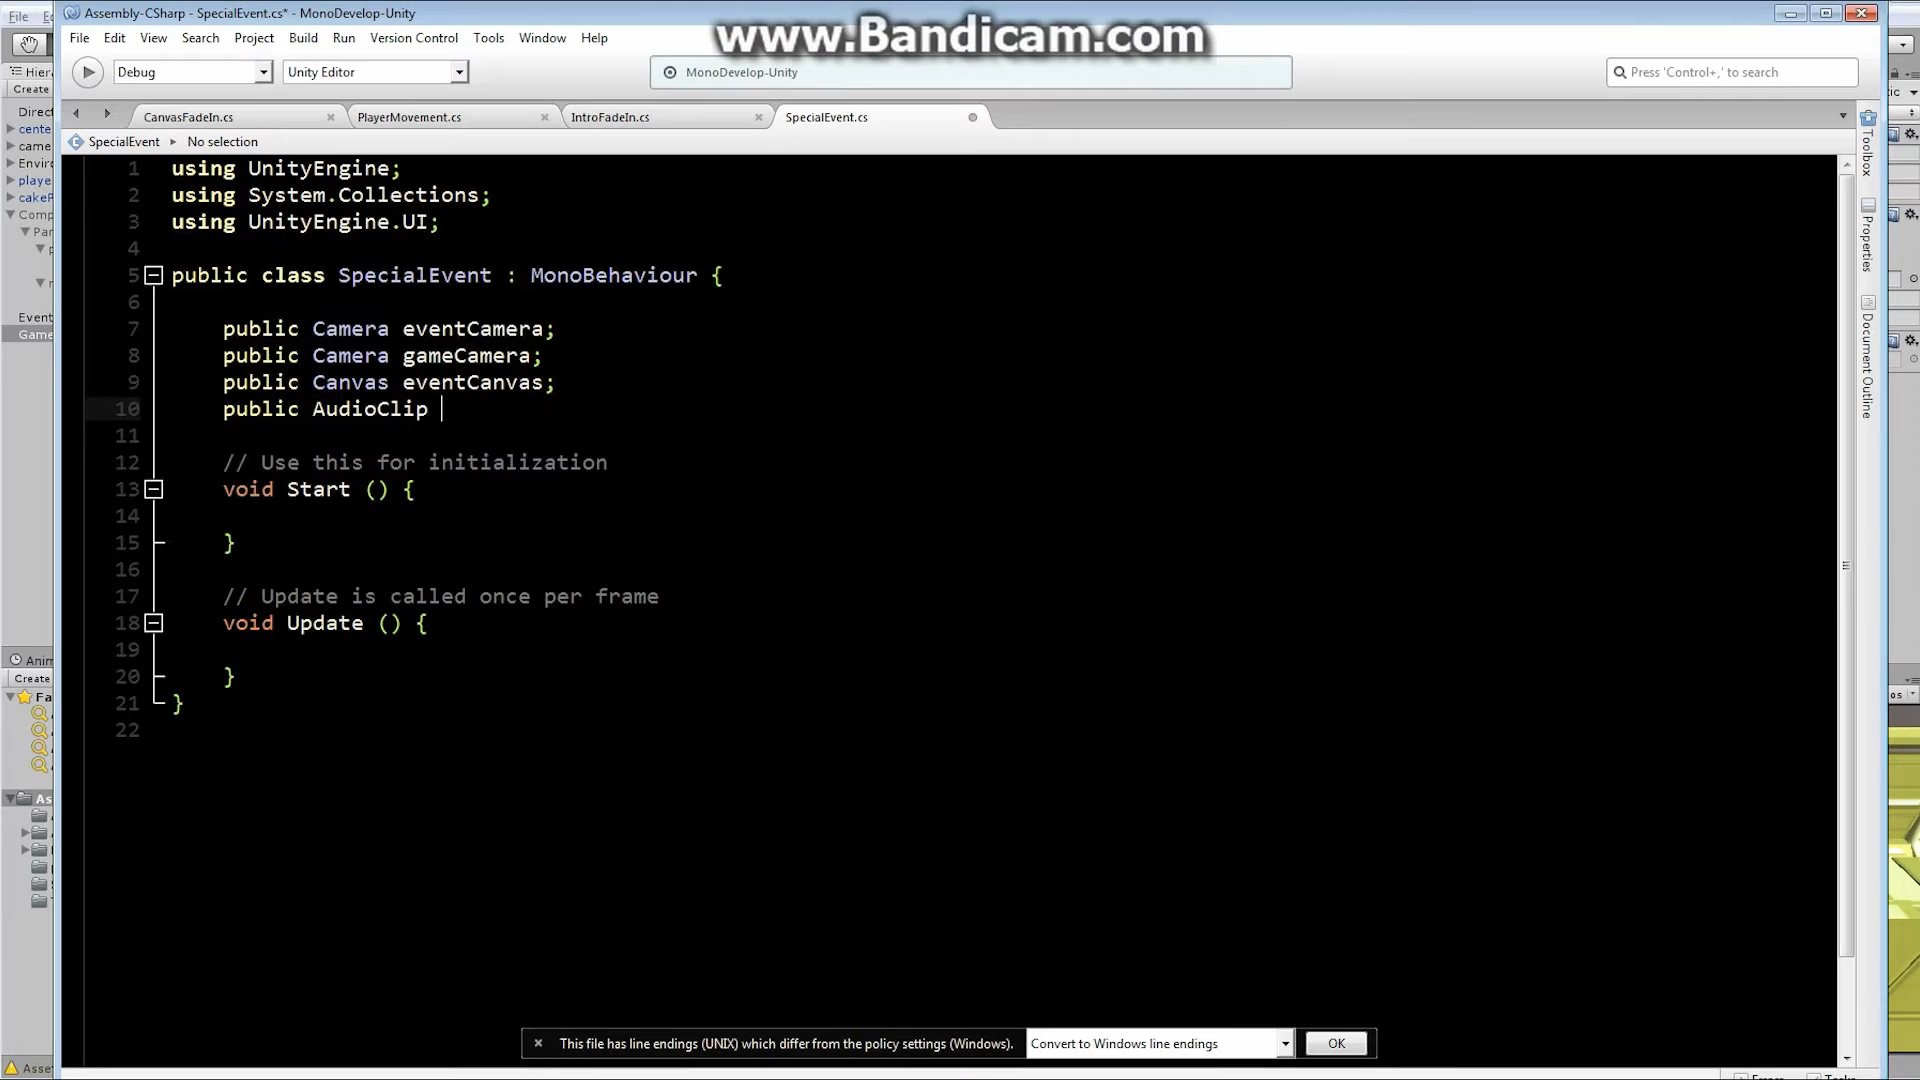 Assembly-CSharp - SpecialEvent.cs* - MonoDevelop-Unity
www.Bandicam.com
File
File Edit View Search Project Build Run Version Control Tools Window Help
Debug Unity Editor MonoDevelop-Unity Press 'Control+,' to search
Create
CanvasFadeIn.cs PlayerMovement.cs IntroFadeIn.cs SpecialEvent.cs
SpecialEvent No selection
1 using UnityEngine;
2 using System.Collections;
3 using UnityEngine.UI;
4
5 public class SpecialEvent : MonoBehaviour {
6
7 public Camera eventCamera;
8 public Camera gameCamera;
9 public Canvas eventCanvas;
10 public AudioClip
11
12 // Use this for initialization
13 void Start () {
14
15 }
16
17 // Update is called once per frame
18 void Update () {
19
20 }
21 }
22
Toolbox
Properties
Document Outline
Create
This file has line endings (UNIX) which differ from the policy settings (Windows). Convert to Windows line endings OK